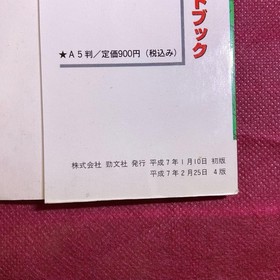 ドブック
★A5判／定価900円（税込み）
株式会社 勁文社 発行 平成7年1月10日 初版
平成7年2月25日 4版